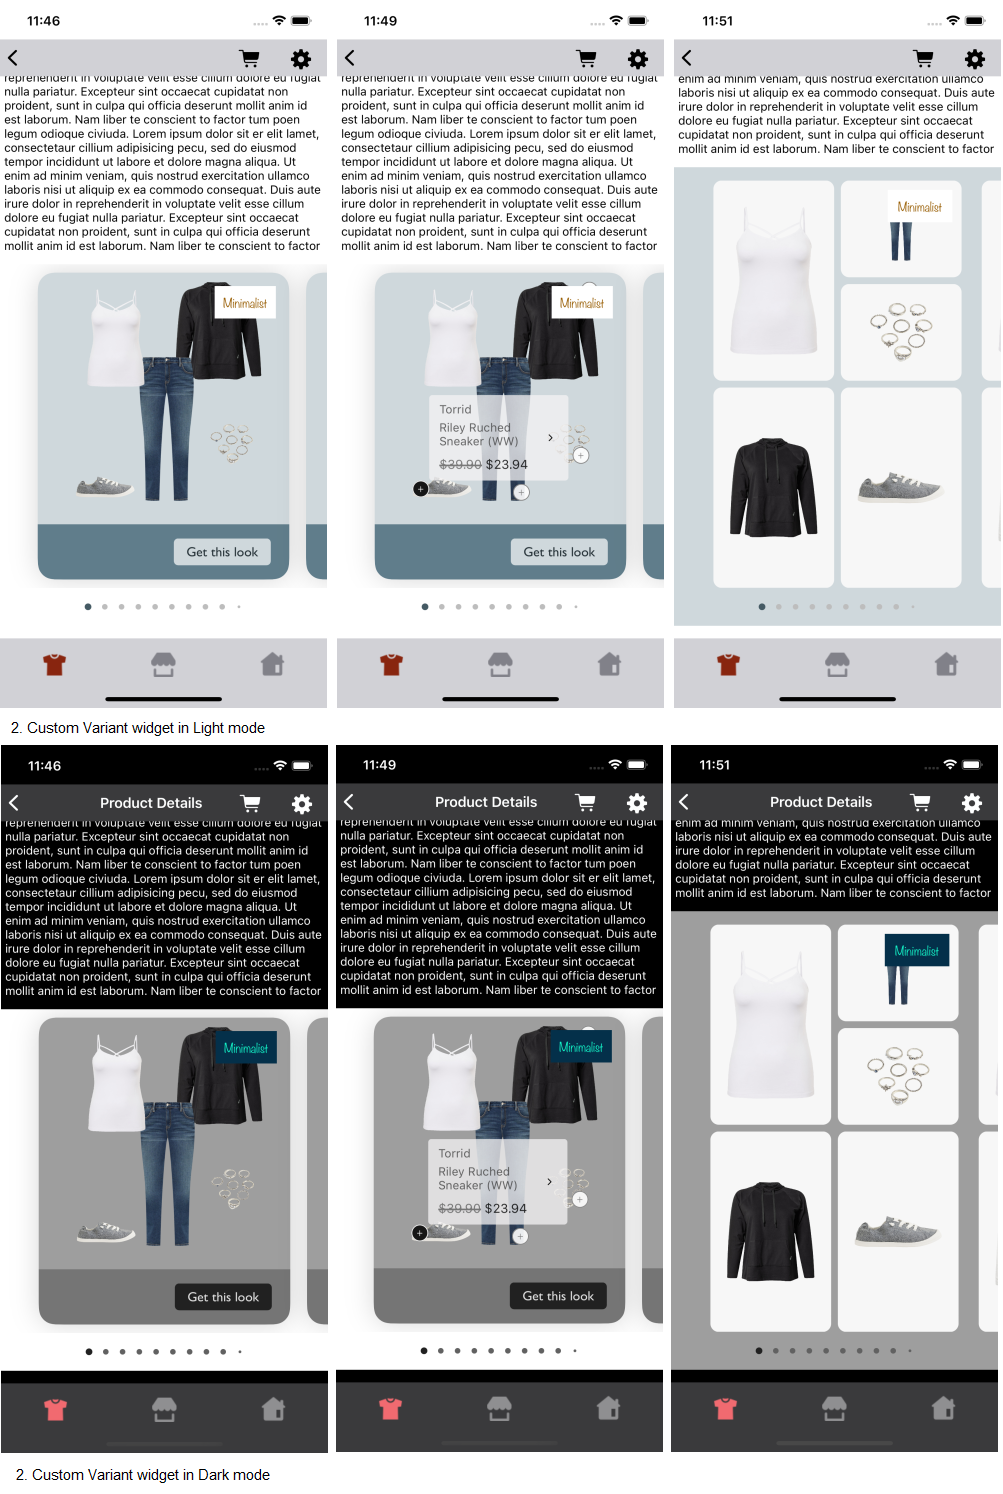 11:46
reprehenderit in voluptate velit esse cillum dolore eu fugiat
nulla pariatur. Excepteur sint occaecat cupidatat non
proident, sunt in culpa qui officia deserunt mollit anim id
est laborum. Nam liber te conscient to factor tum poen
legum odioque civiuda. Lorem ipsum dolor sit er elit lamet,
consectetaur cillium adipisicing pecu, sed do eiusmod
tempor incididunt ut labore et dolore magna aliqua. Ut
enim ad minim veniam, quis nostrud exercitation ullamco
laboris nisi ut aliquip ex ea commodo consequat. Duis aute
irure dolor in reprehenderit in voluptate velit esse cillum
dolore eu fugiat nulla pariatur. Excepteur sint occaecat
cupidatat non proident, sunt in culpa qui officia deserunt
mollit anim id est laborum. Nam liber te conscient to factor
Minimalist
Get this look
11:49
reprehenderit in voluptate velit esse cillum dolore eu fugiat
nulla pariatur. Excepteur sint occaecat cupidatat non
proident, sunt in culpa qui officia deserunt mollit anim id
est laborum. Nam liber te conscient to factor tum poen
legum odioque civiuda. Lorem ipsum dolor sit er elit lamet,
consectetaur cillium adipisicing pecu, sed do eiusmod
tempor incididunt ut labore et dolore magna aliqua. Ut
enim ad minim veniam, quis nostrud exercitation ullamco
laboris nisi ut aliquip ex ea commodo consequat. Duis aute
irure dolor in reprehenderit in voluptate velit esse cillum
dolore eu fugiat nulla pariatur. Excepteur sint occaecat
cupidatat non proident, sunt in culpa qui officia deserunt
mollit anim id est laborum. Nam liber te conscient to factor
Minimalist
Torrid
Riley Ruched
Sneaker (WW)
$39.90 $23.94
Get this look
11:51
enim ad minim veniam, quis nostrud exercitation ullamco
laboris nisi ut aliquip ex ea commodo consequat. Duis aute
irure dolor in reprehenderit in voluptate velit esse cillum
dolore eu fugiat nulla pariatur. Excepteur sint occaecat
cupidatat non proident, sunt in culpa qui officia deserunt
mollit anim id est laborum. Nam liber te conscient to factor
Minimalist
2. Custom Variant widget in Light mode
11:46
Product Details
reprehenderit in voluptate velit esse cillum dolore eu fugiat
nulla pariatur. Excepteur sint occaecat cupidatat non
proident, sunt in culpa qui officia deserunt mollit anim id
est laborum. Nam liber te conscient to factor tum poen
legum odioque civiuda. Lorem ipsum dolor sit er elit lamet,
consectetaur cillium adipisicing pecu, sed do eiusmod
tempor incididunt ut labore et dolore magna aliqua. Ut
enim ad minim veniam, quis nostrud exercitation ullamco
laboris nisi ut aliquip ex ea commodo consequat. Duis aute
irure dolor in reprehenderit in voluptate velit esse cillum
dolore eu fugiat nulla pariatur. Excepteur sint occaecat
cupidatat non proident, sunt in culpa qui officia deserunt
mollit anim id est laborum. Nam liber te conscient to factor
Minimalist
Get this look
11:49
Product Details
reprehenderit in voluptate velit esse cillum dolore eu fugiat
nulla pariatur. Excepteur sint occaecat cupidatat non
proident, sunt in culpa qui officia deserunt mollit anim id
est laborum. Nam liber te conscient to factor tum poen
legum odioque civiuda. Lorem ipsum dolor sit er elit lamet,
consectetaur cillium adipisicing pecu, sed do eiusmod
tempor incididunt ut labore et dolore magna aliqua. Ut
enim ad minim veniam, quis nostrud exercitation ullamco
laboris nisi ut aliquip ex ea commodo consequat. Duis aute
irure dolor in reprehenderit in voluptate velit esse cillum
dolore eu fugiat nulla pariatur. Excepteur sint occaecat
cupidatat non proident, sunt in culpa qui officia deserunt
mollit anim id est laborum. Nam liber te conscient to factor
Minimalist
Torrid
Riley Ruched
Sneaker (WW)
$39.90 $23.94
Get this look
11:51
Product Details
enim ad minim veniam, quis nostrud exercitation ullamco
laboris nisi ut aliquip ex ea commodo consequat. Duis aute
irure dolor in reprehenderit in voluptate velit esse cillum
dolore eu fugiat nulla pariatur. Excepteur sint occaecat
cupidatat non proident, sunt in culpa qui officia deserunt
mollit anim id est laborum. Nam liber te conscient to factor
Minimalist
2. Custom Variant widget in Dark mode